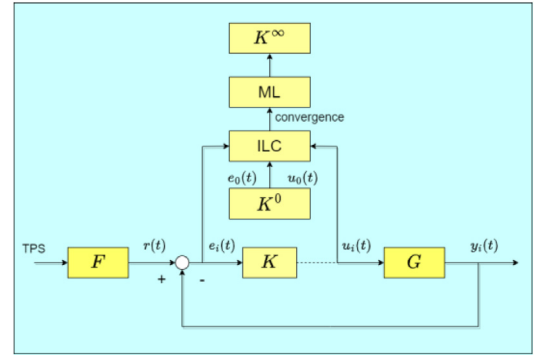 K^∞
ML
convergence
ILC
e_0(t) u_0(t)
K^0
TPS F r(t) e_i(t) K u_i(t) G y_i(t)
+ -